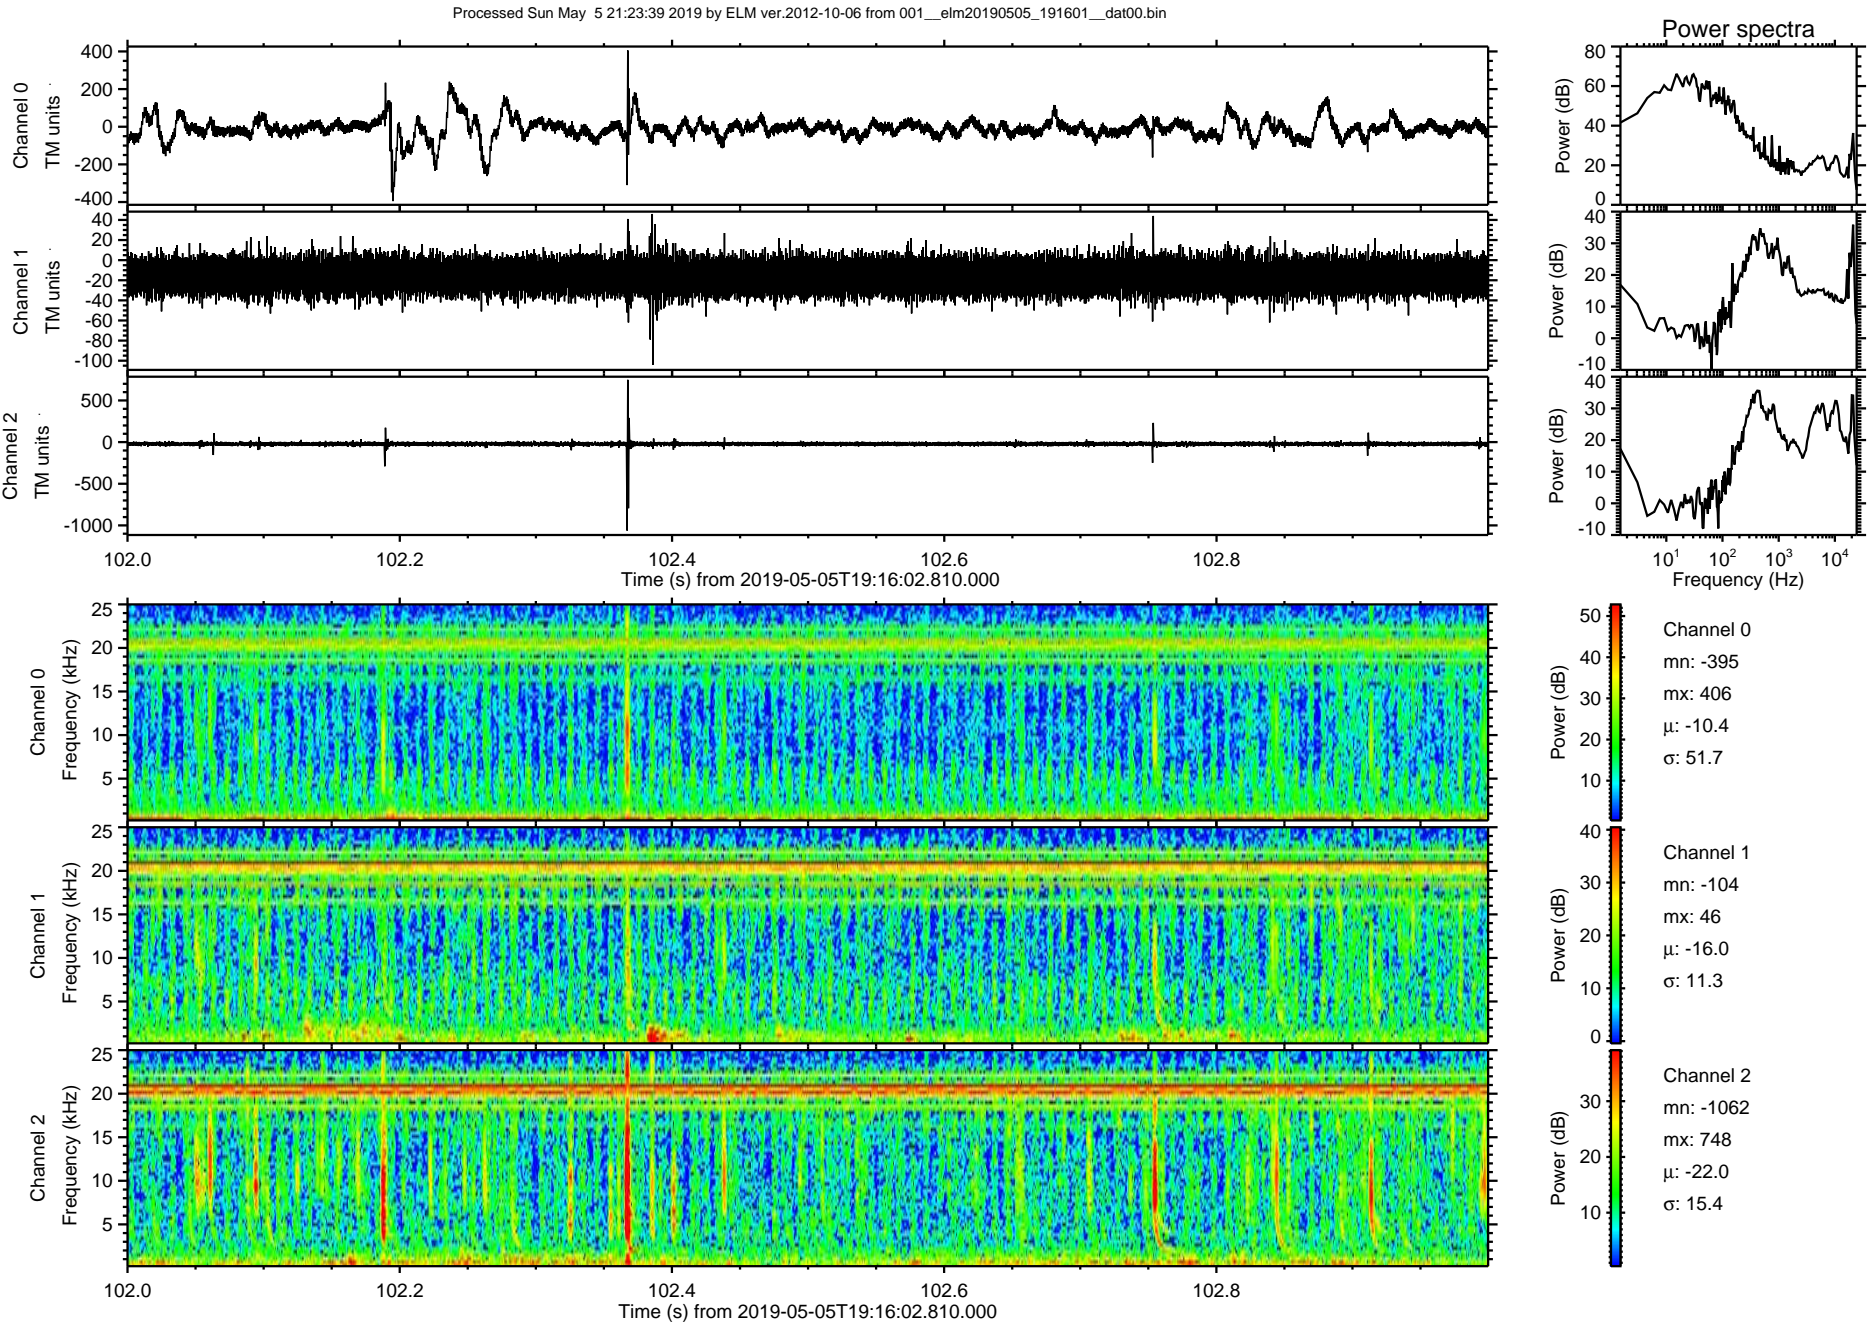 Processed Sun May  5 21:23:39 2019 by ELM ver.2012-10-06 from 001__elm20190505_191601__dat00.bin
Power spectra
Channel 0
TM units
400
200
0
-200
-400
Power (dB)
80
60
40
20
0
Channel 1
TM units
40
20
0
-20
-40
-60
-80
-100
Power (dB)
40
30
20
10
0
-10
Channel 2
TM units
500
0
-500
-1000
Power (dB)
40
30
20
10
0
-10
102.0 102.2 102.4 102.6 102.8
Time (s) from 2019-05-05T19:16:02.810.000
10¹ 10² 10³ 10⁴
Frequency (Hz)
Channel 0
Frequency (kHz)
25
20
15
10
5
Power (dB)
50
40
30
20
10
Channel 0
mn: -395
mx: 406
μ: -10.4
σ: 51.7
Channel 1
Frequency (kHz)
25
20
15
10
5
Power (dB)
40
30
20
10
0
Channel 1
mn: -104
mx: 46
μ: -16.0
σ: 11.3
Channel 2
Frequency (kHz)
25
20
15
10
5
Power (dB)
30
20
10
Channel 2
mn: -1062
mx: 748
μ: -22.0
σ: 15.4
102.0 102.2 102.4 102.6 102.8
Time (s) from 2019-05-05T19:16:02.810.000